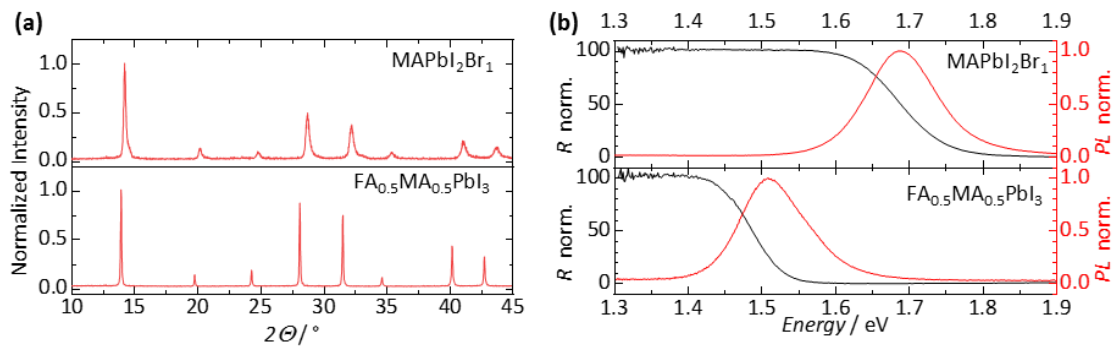 (a)
Normalized Intensity
1.0
0.5
0.0
MAPbI₂Br₁
1.0
0.5
0.0
FA₀.₅MA₀.₅PbI₃
10 15 20 25 30 35 40 45
2Θ / °
(b)
1.3 1.4 1.5 1.6 1.7 1.8 1.9
R norm.
100
50
0
MAPbI₂Br₁
1.0
0.5
0.0
PL norm.
R norm.
100
50
0
FA₀.₅MA₀.₅PbI₃
1.0
0.5
0.0
PL norm.
1.3 1.4 1.5 1.6 1.7 1.8 1.9
Energy / eV